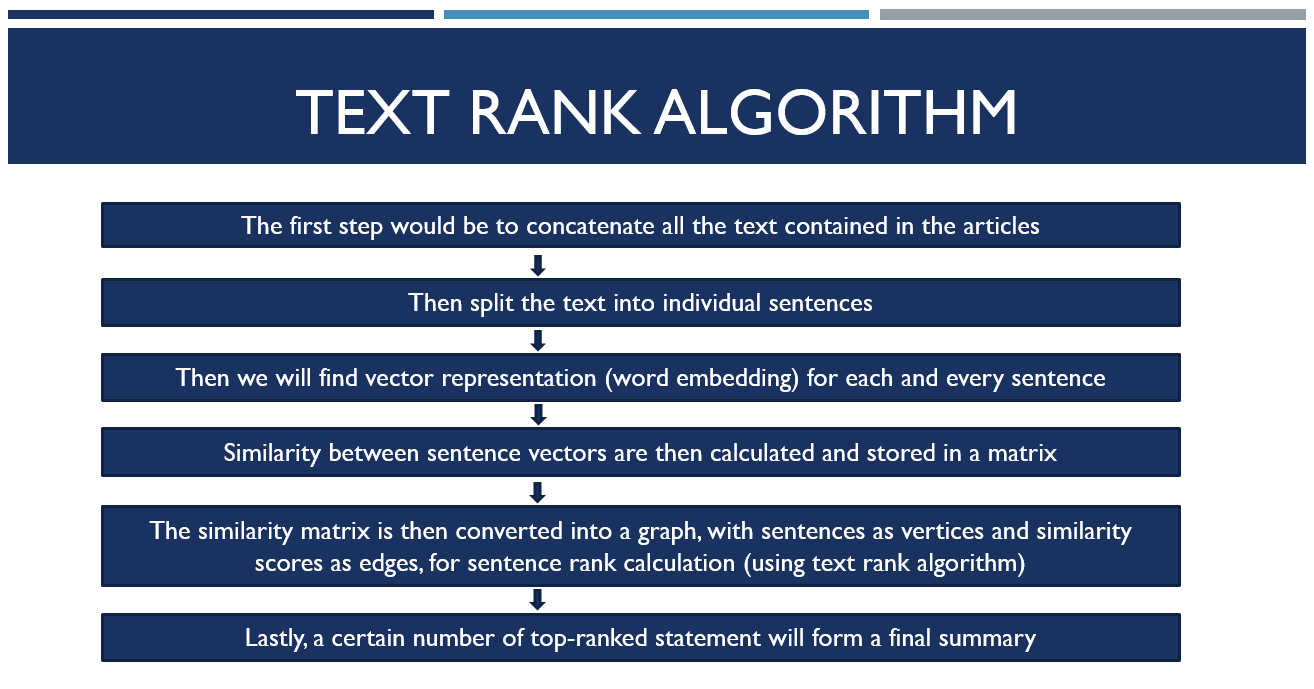 TEXT RANK ALGORITHM
The first step would be to concatenate all the text contained in the articles
Then split the text into individual sentences
Then we will find vector representation (word embedding) for each and every sentence
Similarity between sentence vectors are then calculated and stored in a matrix
The similarity matrix is then converted into a graph, with sentences as vertices and similarity
scores as edges, for sentence rank calculation (using text rank algorithm)
Lastly, a certain number of top-ranked statement will form a final summary